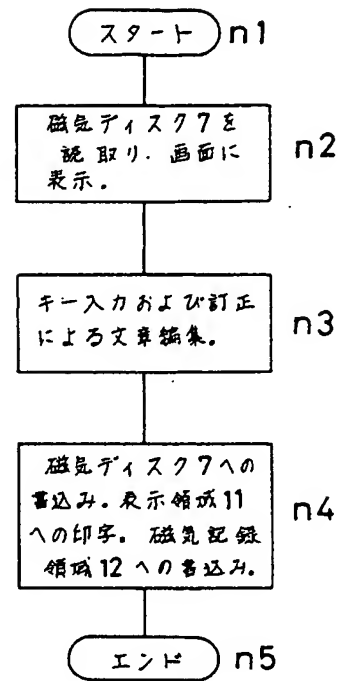 スタート n1
磁気ディスク7を
読取り、画面に
表示。
n2
キー入力および訂正
による文章編集。
n3
磁気ディスク7への
書込み。表示領域11
への印字。磁気記録
領域12への書込み。
n4
エンド n5